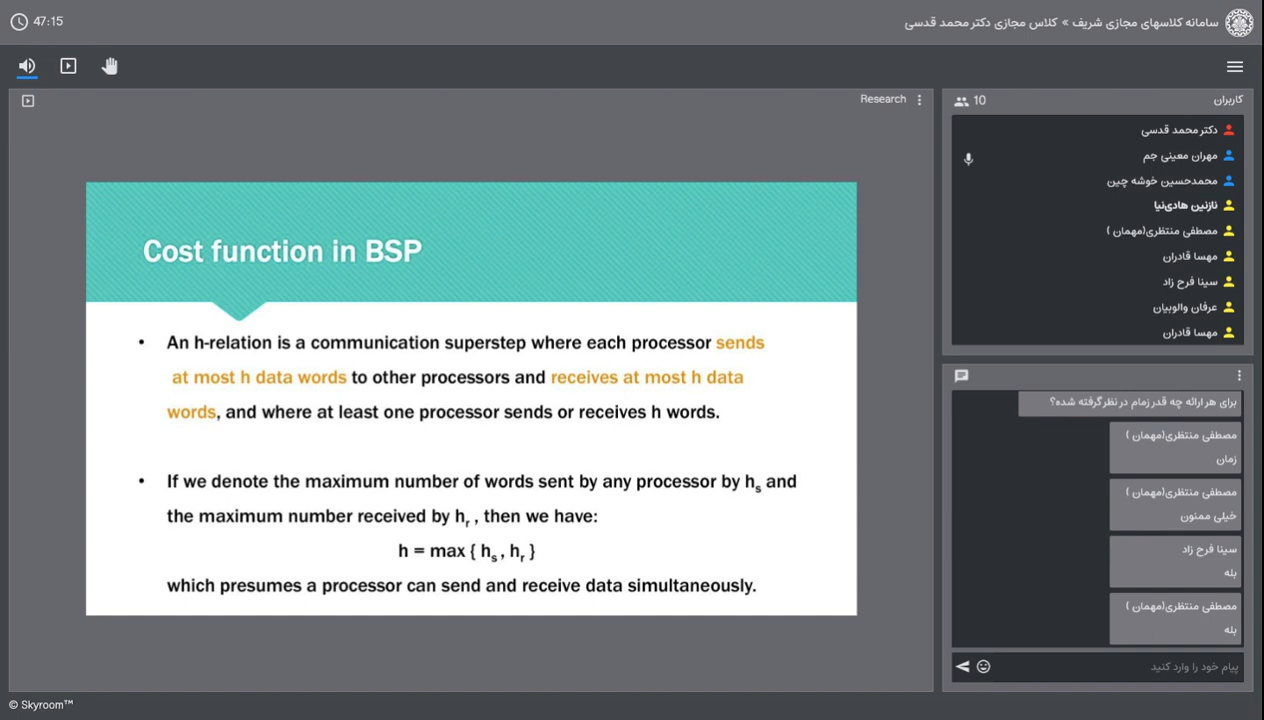 47:15
سامانه کلاسهای مجازی شریف » کلاس مجازی دکتر محمد قدسی
Research
Cost function in BSP
• An h-relation is a communication superstep where each processor sends
at most h data words to other processors and receives at most h data
words, and where at least one processor sends or receives h words.
• If we denote the maximum number of words sent by any processor by hs and
the maximum number received by hr , then we have:
h = max { hs , hr }
which presumes a processor can send and receive data simultaneously.
کاربران
10
دکتر محمد قدسی
مهران معینی جم
محمدحسین خوشه چین
نازنین هادی‌نیا
مصطفی منتظری(مهمان )
مهسا قادران
سینا فرح زاد
عرفان والوبیان
مهسا قادران
برای هر ارائه چه قدر زمام در نظر گرفته شده؟
مصطفی منتظری(مهمان )
زمان
مصطفی منتظری(مهمان )
خیلی ممنون
سینا فرح زاد
بله
مصطفی منتظری(مهمان )
بله
پیام خود را وارد کنید
© Skyroom™